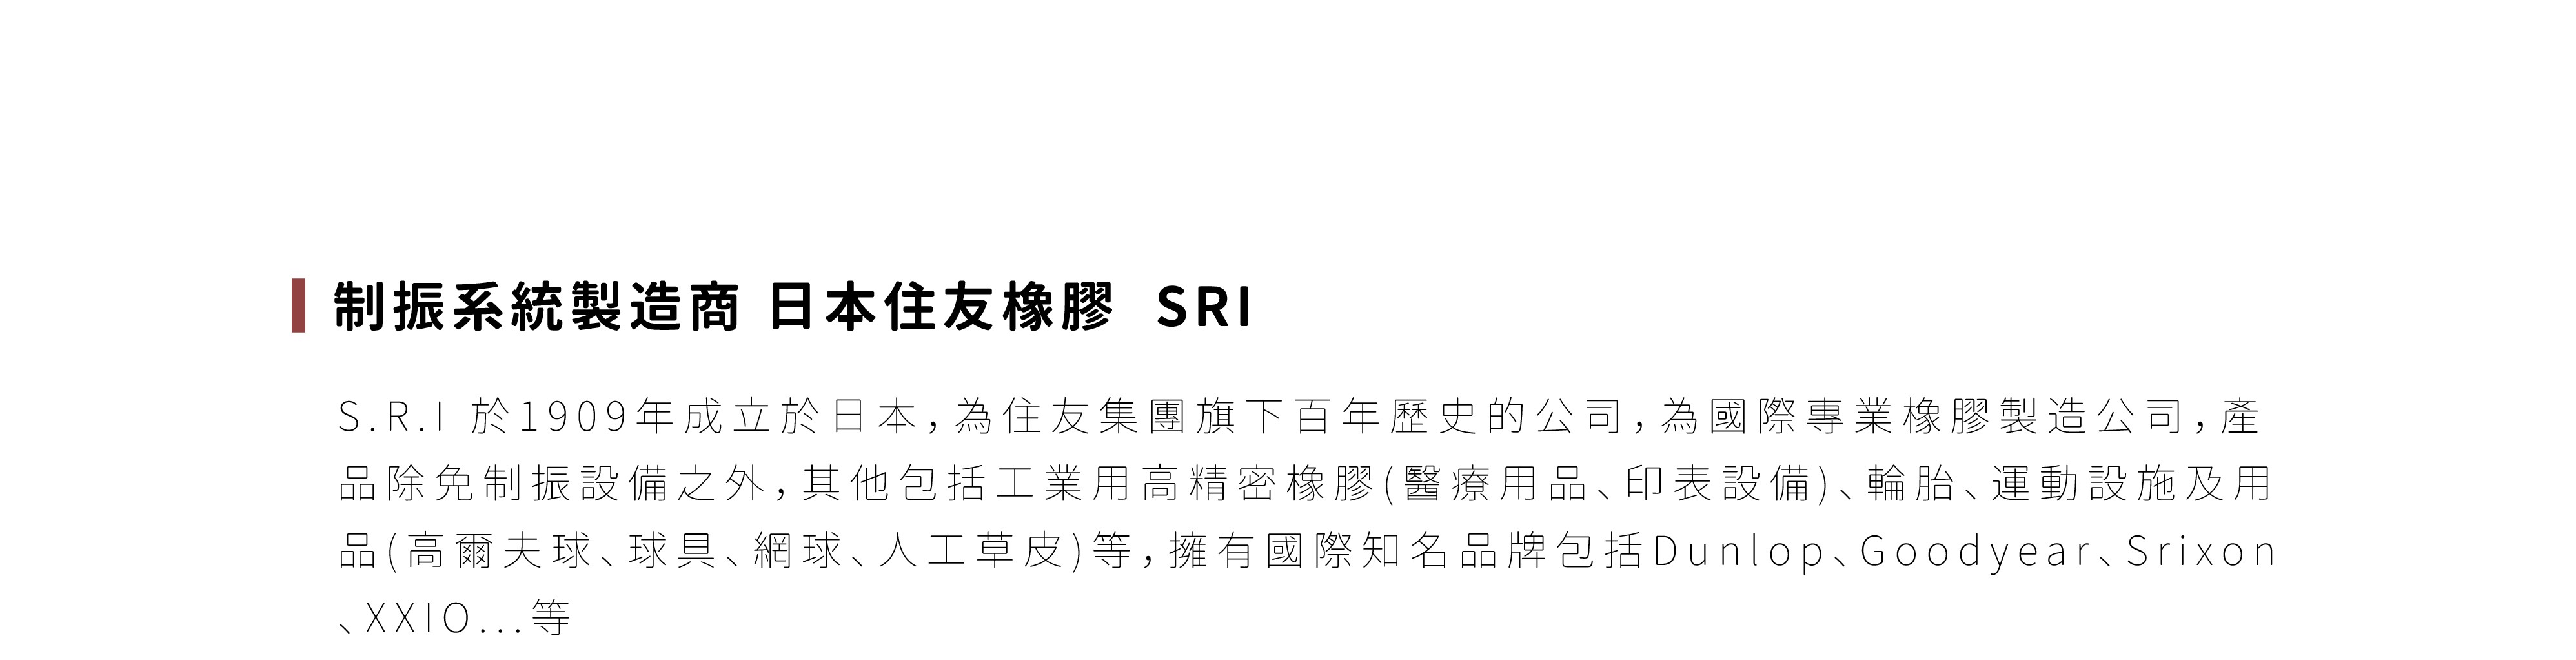 制振系統製造商 日本住友橡膠 SRI
S.R.I 於1909年成立於日本，為住友集團旗下百年歷史的公司，為國際專業橡膠製造公司，產
品除免制振設備之外，其他包括工業用高精密橡膠(醫療用品、印表設備)、輪胎、運動設施及用
品(高爾夫球、球具、網球、人工草皮)等，擁有國際知名品牌包括Dunlop、Goodyear、Srixon
、XXIO...等